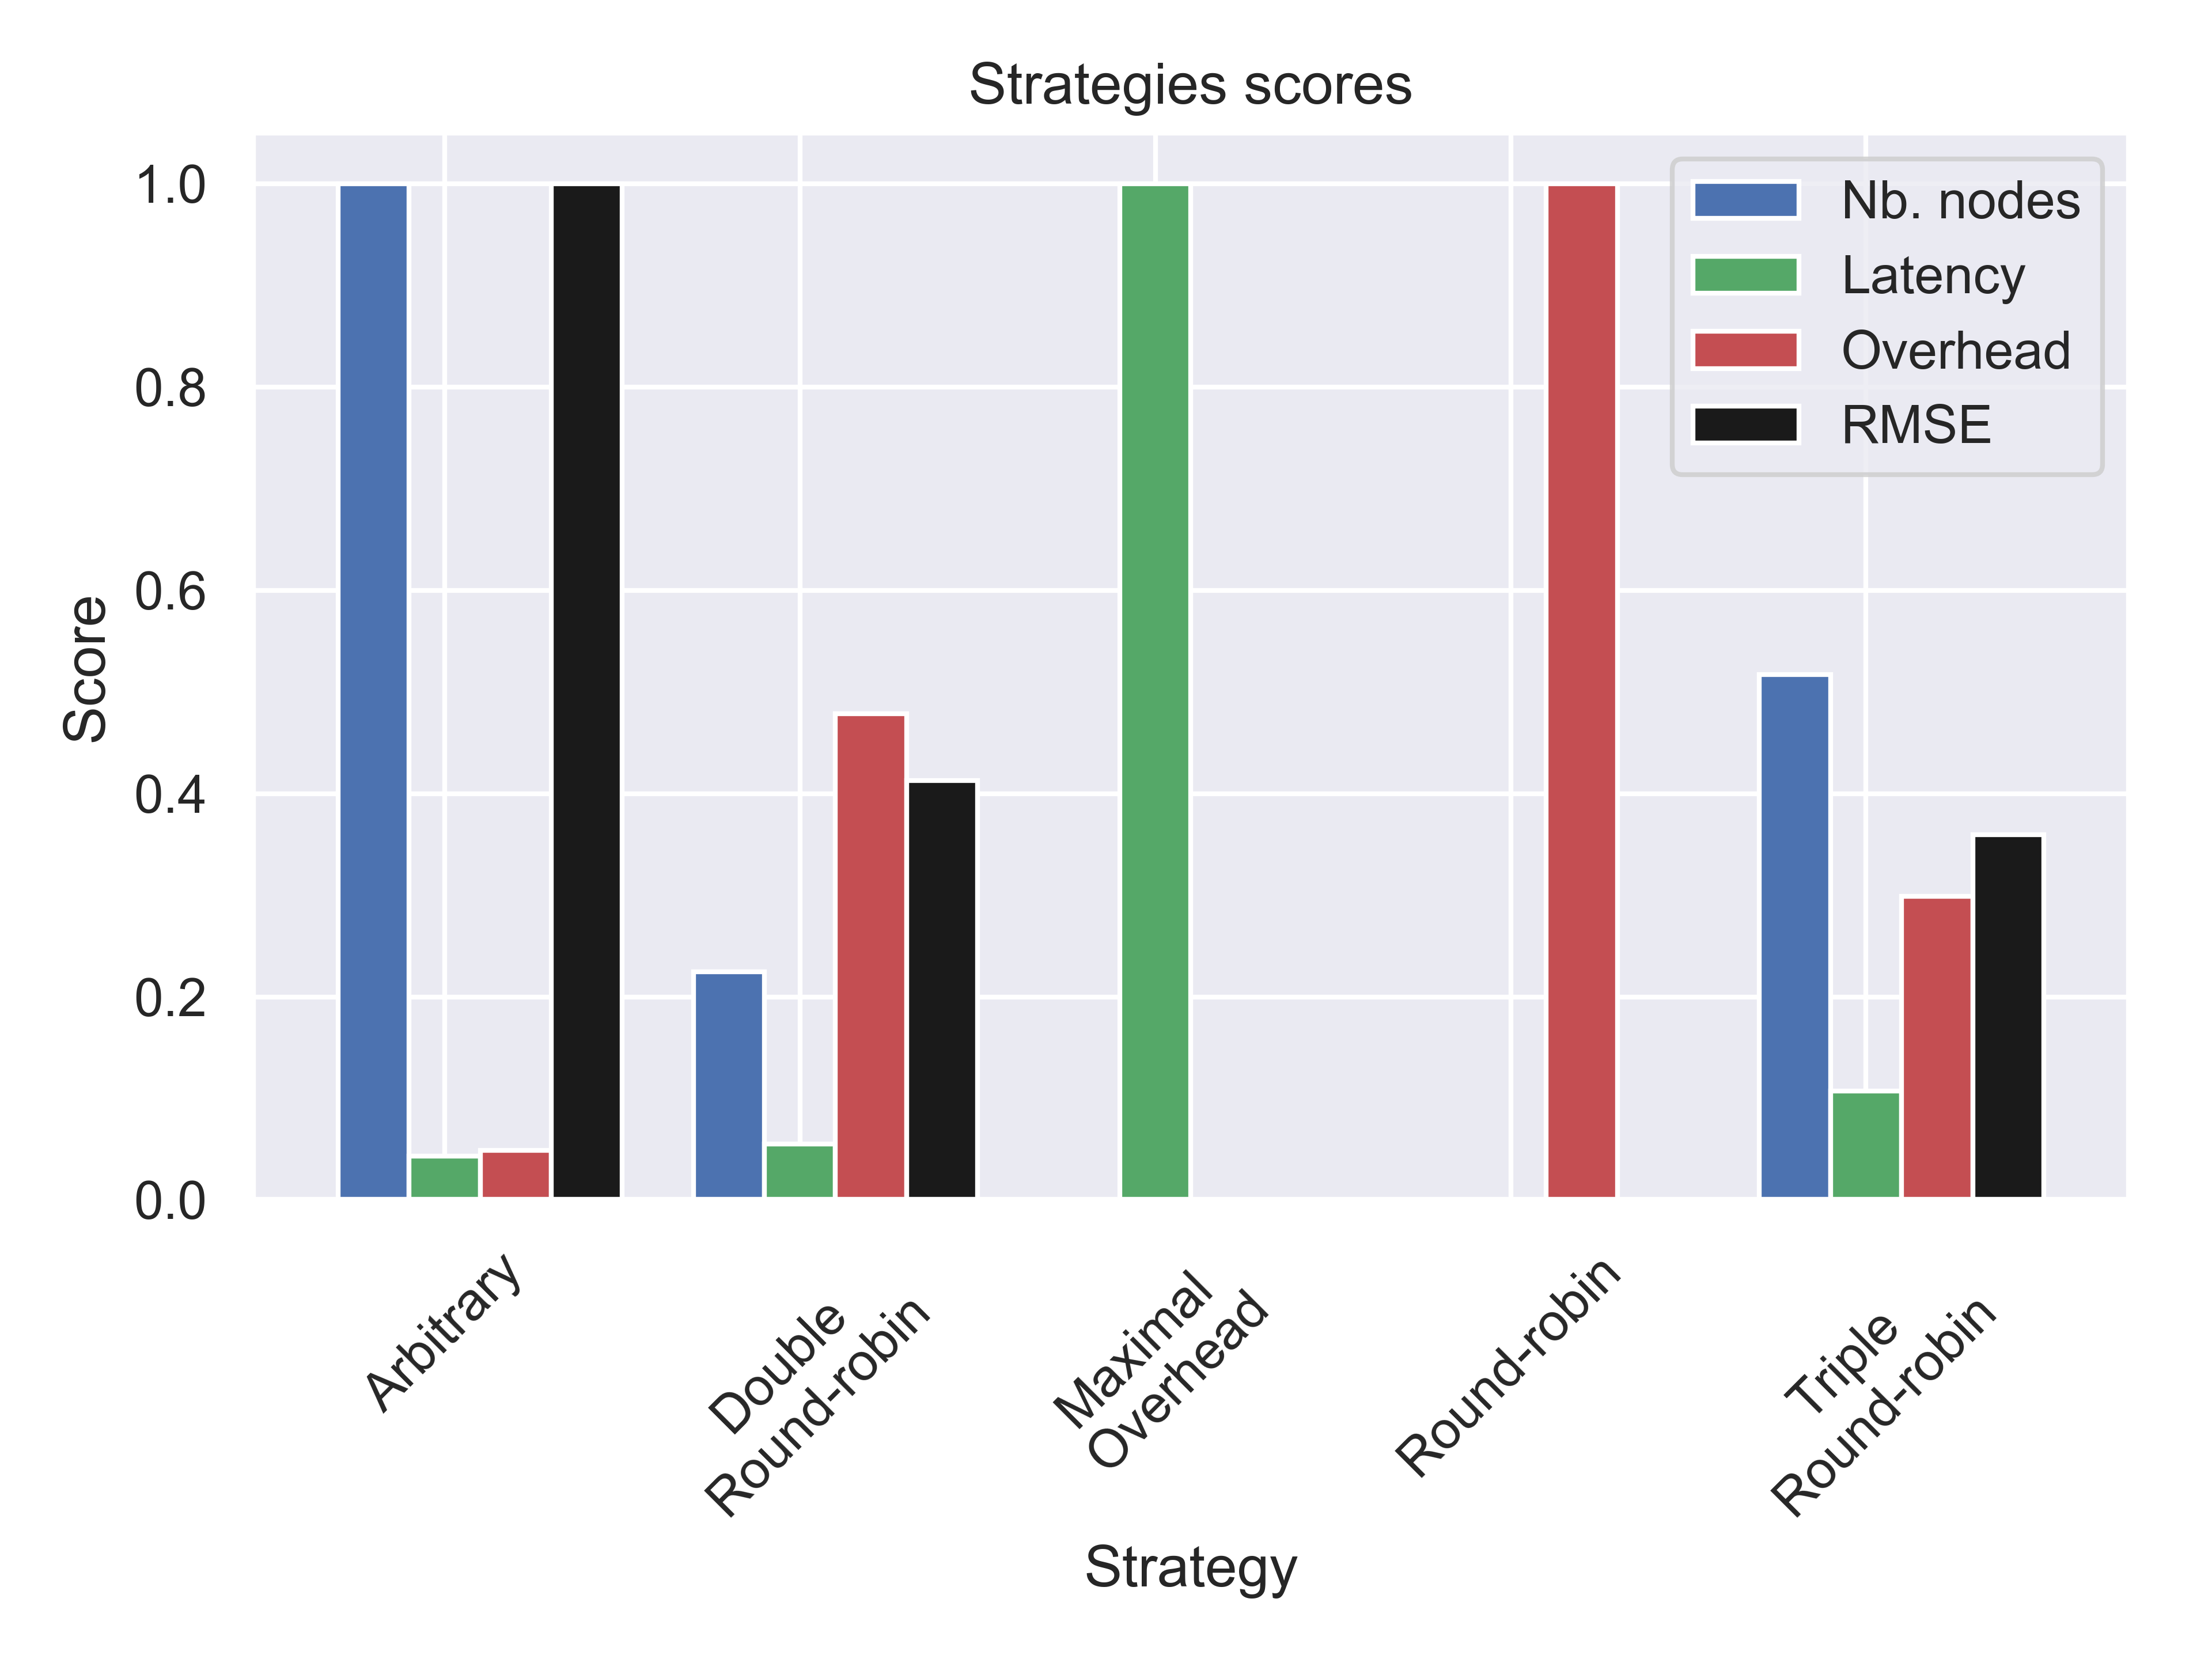 Strategies scores
1.0
0.8
0.6
0.4
0.2
0.0
Score
Nb. nodes
Latency
Overhead
RMSE
Arbitrary
Double
Round-robin
Maximal
Overhead
Round-robin
Triple
Round-robin
Strategy